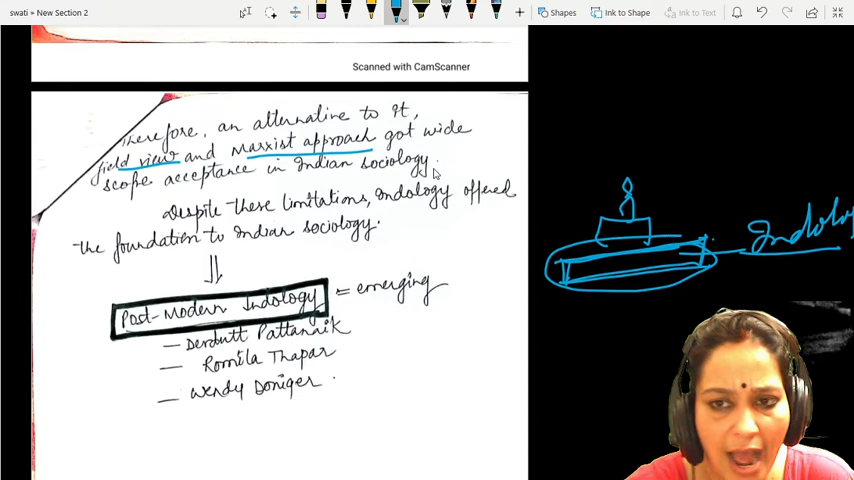 swati » New Section 2
Shapes
Ink to Shape
Ink to Text
Scanned with CamScanner
Therefore, an alternative to it,
field view and Marxist approach got wide
scope acceptance in Indian sociology.
Despite these limitations, Indology offered
the foundation to Indian sociology.
Post-Modern Indology = emerging
— Devdutt Pattanaik
— Romila Thapar
— Wendy Doniger.
Indology